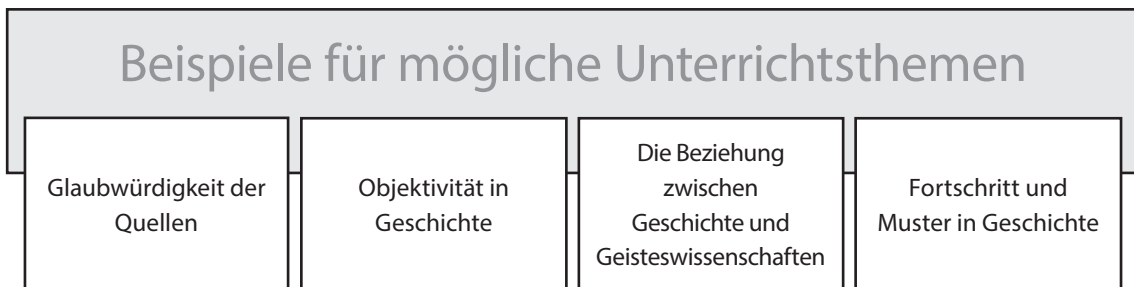 Beispiele für mögliche Unterrichtsthemen
Glaubwürdigkeit der
Quellen
Objektivität in
Geschichte
Die Beziehung
zwischen
Geschichte und
Geisteswissenschaften
Fortschritt und
Muster in Geschichte